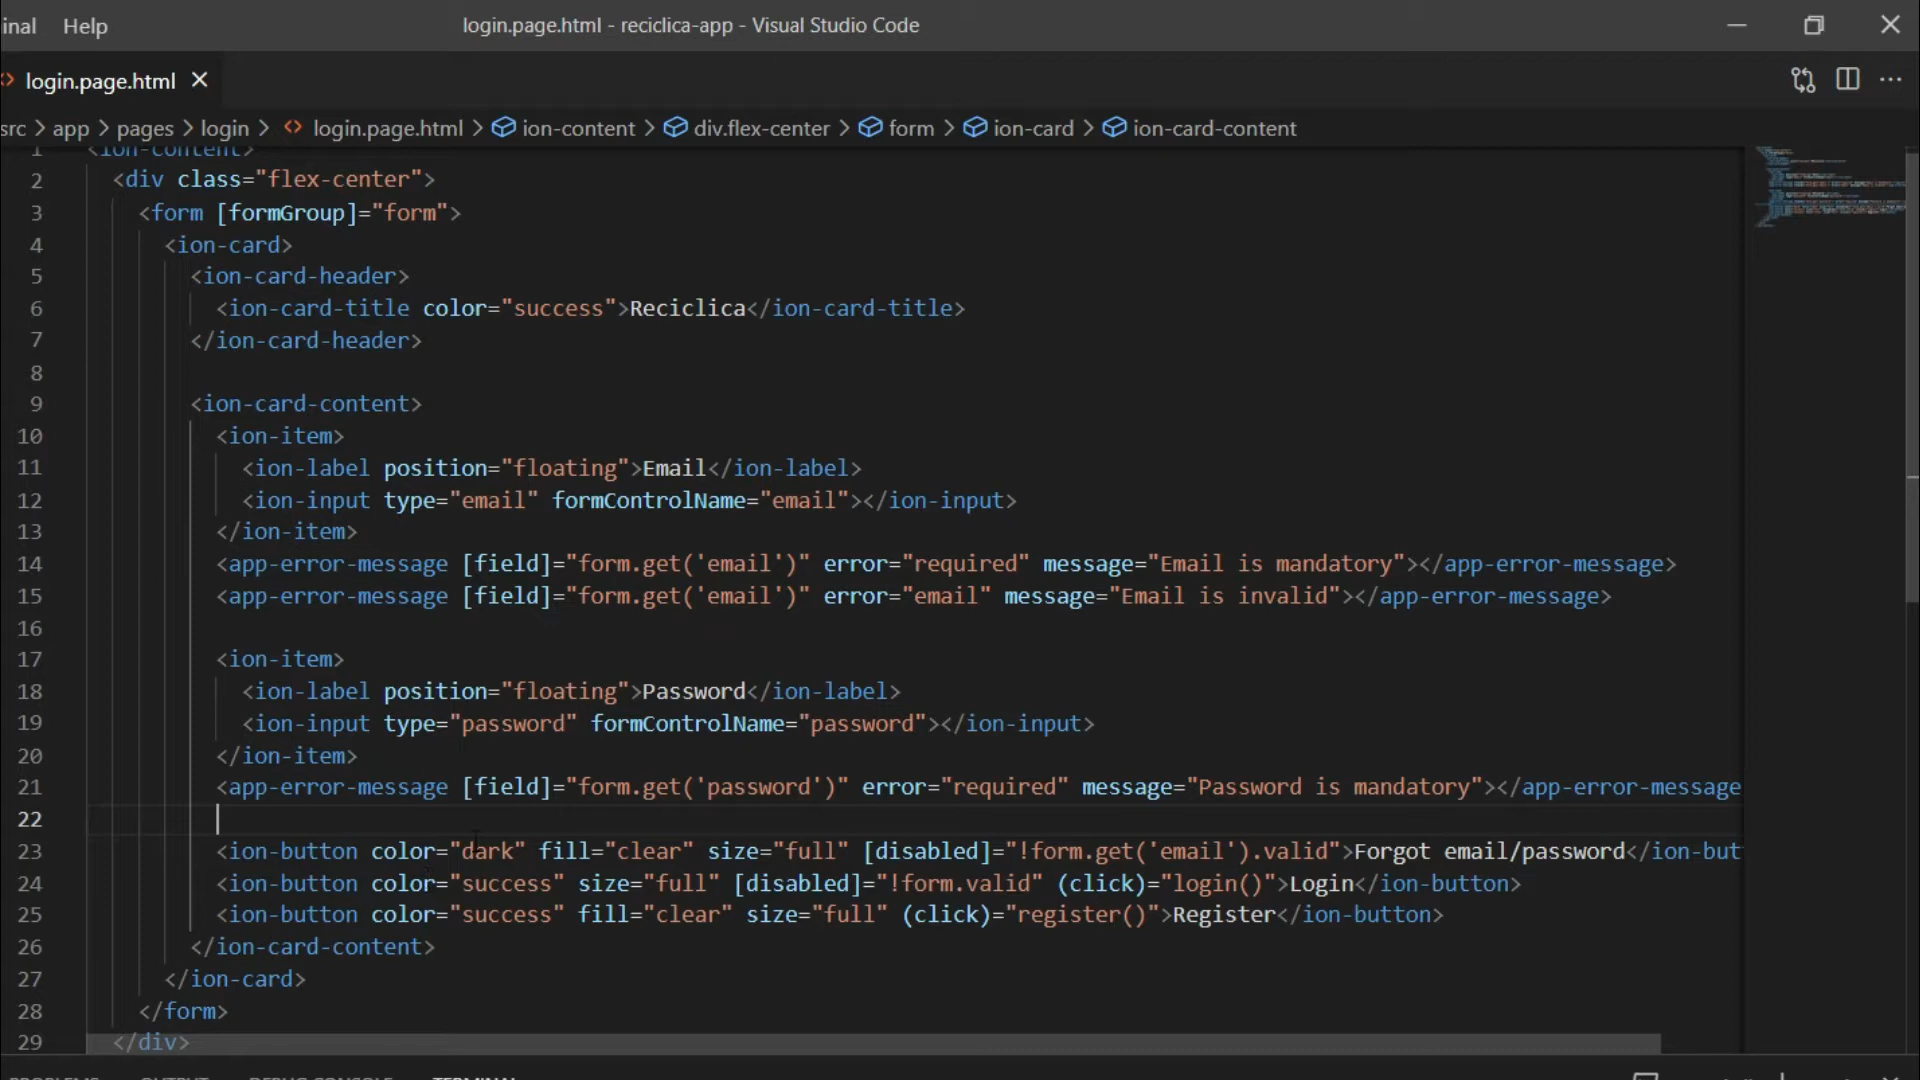 inal Help login.page.html - reciclica-app - Visual Studio Code
login.page.html
src > app > pages > login > login.page.html > ion-content > div.flex-center > form > ion-card > ion-card-content
1 <ion-content>
2 <div class="flex-center">
3 <form [formGroup]="form">
4 <ion-card>
5 <ion-card-header>
6 <ion-card-title color="success">Reciclica</ion-card-title>
7 </ion-card-header>
8
9 <ion-card-content>
10 <ion-item>
11 <ion-label position="floating">Email</ion-label>
12 <ion-input type="email" formControlName="email"></ion-input>
13 </ion-item>
14 <app-error-message [field]="form.get('email')" error="required" message="Email is mandatory"></app-error-message>
15 <app-error-message [field]="form.get('email')" error="email" message="Email is invalid"></app-error-message>
16
17 <ion-item>
18 <ion-label position="floating">Password</ion-label>
19 <ion-input type="password" formControlName="password"></ion-input>
20 </ion-item>
21 <app-error-message [field]="form.get('password')" error="required" message="Password is mandatory"></app-error-message
22
23 <ion-button color="dark" fill="clear" size="full" [disabled]="!form.get('email').valid">Forgot email/password</ion-but
24 <ion-button color="success" size="full" [disabled]="!form.valid" (click)="login()">Login</ion-button>
25 <ion-button color="success" fill="clear" size="full" (click)="register()">Register</ion-button>
26 </ion-card-content>
27 </ion-card>
28 </form>
29 </div>
PROBLEMS OUTPUT DEBUG CONSOLE TERMINAL